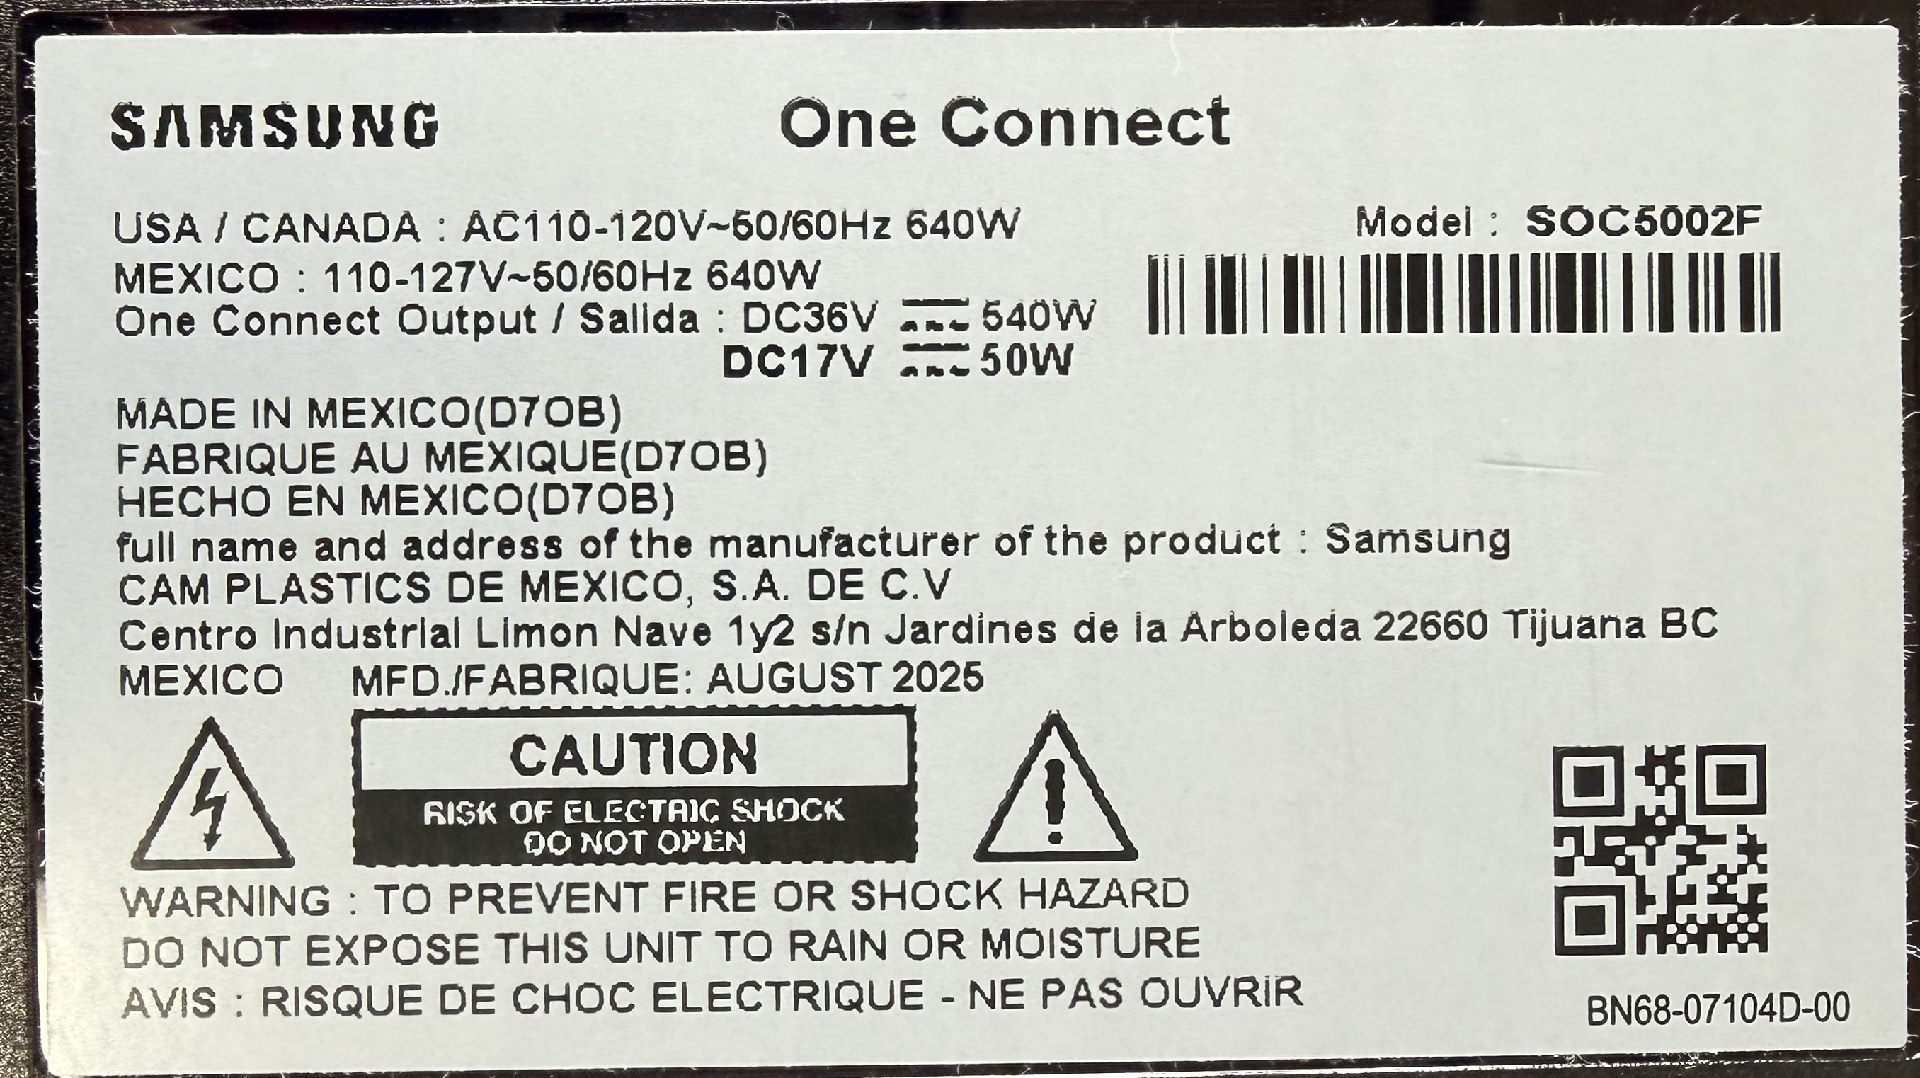 SAMSUNG
One Connect
USA / CANADA : AC110-120V~50/60Hz 640W
Model : SOC5002F
MEXICO : 110-127V~50/60Hz 640W
One Connect Output / Salida : DC36V ⎓ 540W
DC17V ⎓ 50W
MADE IN MEXICO(D7OB)
FABRIQUE AU MEXIQUE(D7OB)
HECHO EN MEXICO(D7OB)
full name and address of the manufacturer of the product : Samsung
CAM PLASTICS DE MEXICO, S.A. DE C.V
Centro Industrial Limon Nave 1y2 s/n Jardines de la Arboleda 22660 Tijuana BC
MEXICO MFD./FABRIQUE: AUGUST 2025
CAUTION
RISK OF ELECTRIC SHOCK
DO NOT OPEN
WARNING : TO PREVENT FIRE OR SHOCK HAZARD
DO NOT EXPOSE THIS UNIT TO RAIN OR MOISTURE
AVIS : RISQUE DE CHOC ELECTRIQUE - NE PAS OUVRIR
BN68-07104D-00